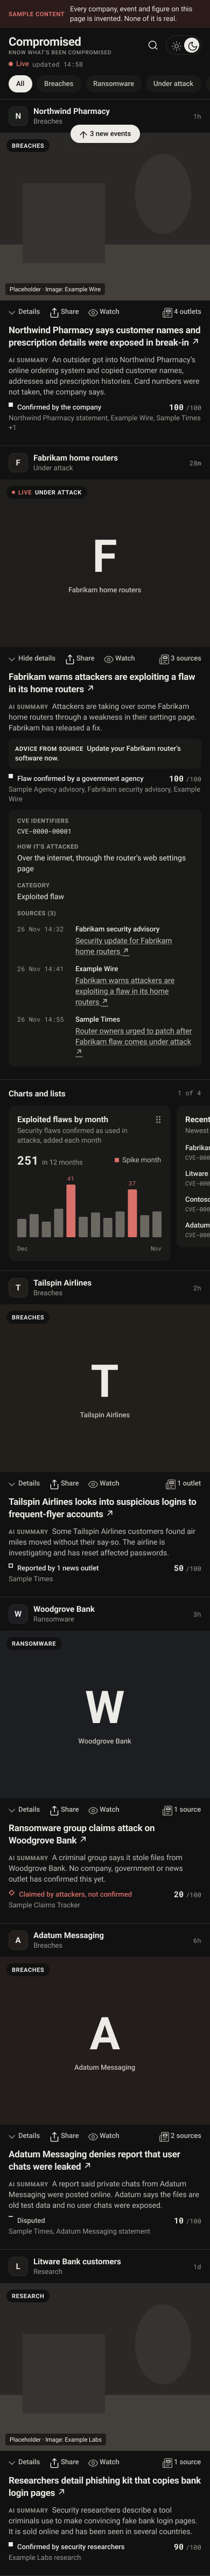 SAMPLE CONTENT Every company, event and figure on this
page is invented. None of it is real.
Compromised
KNOW WHAT'S BEEN COMPROMISED
Live updated 14:58
All Breaches Ransomware Under attack
N Northwind Pharmacy 1h
Breaches
3 new events
BREACHES
Placeholder · Image: Example Wire
Details Share Watch 4 outlets
Northwind Pharmacy says customer names and
prescription details were exposed in break-in ↗
AI SUMMARY An outsider got into Northwind Pharmacy's
online ordering system and copied customer names,
addresses and prescription histories. Card numbers were
not taken, the company says.
Confirmed by the company 100 /100
Northwind Pharmacy statement, Example Wire, Sample Times
+1
F Fabrikam home routers 28m
Under attack
LIVE UNDER ATTACK
F
Fabrikam home routers
Hide details Share Watch 3 sources
Fabrikam warns attackers are exploiting a flaw
in its home routers ↗
AI SUMMARY Attackers are taking over some Fabrikam
home routers through a weakness in their settings page.
Fabrikam has released a fix.
ADVICE FROM SOURCE Update your Fabrikam router's
software now.
Flaw confirmed by a government agency 100 /100
Sample Agency advisory, Fabrikam security advisory, Example
Wire
CVE IDENTIFIERS
CVE-0000-00001
HOW IT'S ATTACKED
Over the internet, through the router's web settings
page
CATEGORY
Exploited flaw
SOURCES (3)
26 Nov 14:32 Fabrikam security advisory
Security update for Fabrikam
home routers ↗
26 Nov 14:41 Example Wire
Fabrikam warns attackers are
exploiting a flaw in its home
routers ↗
26 Nov 14:55 Sample Times
Router owners urged to patch after
Fabrikam flaw comes under attack
↗
Charts and lists 1 of 4
Exploited flaws by month
Security flaws confirmed as used in
attacks, added each month
251 in 12 months Spike month
41
37
Dec Nov
Recent
Newest
Fabrika
CVE-000
Litware
CVE-000
Contoso
CVE-000
Adatum
CVE-000
T Tailspin Airlines 2h
Breaches
BREACHES
T
Tailspin Airlines
Details Share Watch 1 outlet
Tailspin Airlines looks into suspicious logins to
frequent-flyer accounts ↗
AI SUMMARY Some Tailspin Airlines customers found air
miles moved without their say-so. The airline is
investigating and has reset affected passwords.
Reported by 1 news outlet 50 /100
Sample Times
W Woodgrove Bank 3h
Ransomware
RANSOMWARE
W
Woodgrove Bank
Details Share Watch 1 source
Ransomware group claims attack on
Woodgrove Bank ↗
AI SUMMARY A criminal group says it stole files from
Woodgrove Bank. No company, government or news
outlet has confirmed this yet.
Claimed by attackers, not confirmed 20 /100
Sample Claims Tracker
A Adatum Messaging 6h
Breaches
BREACHES
A
Adatum Messaging
Details Share Watch 2 sources
Adatum Messaging denies report that user
chats were leaked ↗
AI SUMMARY A report said private chats from Adatum
Messaging were posted online. Adatum says the files are
old test data and no user chats were exposed.
Disputed 10 /100
Sample Times, Adatum Messaging statement
L Litware Bank customers 1d
Research
RESEARCH
Placeholder · Image: Example Labs
Details Share Watch 1 source
Researchers detail phishing kit that copies bank
login pages ↗
AI SUMMARY Security researchers describe a tool
criminals use to make convincing fake bank login pages.
It is sold online and has been seen in several countries.
Confirmed by security researchers 90 /100
Example Labs research